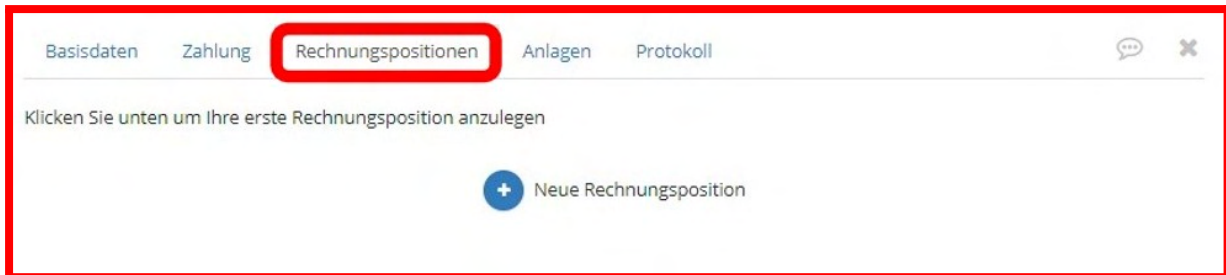 Basisdaten Zahlung Rechnungspositionen Anlagen Protokoll
Klicken Sie unten um Ihre erste Rechnungsposition anzulegen
Neue Rechnungsposition